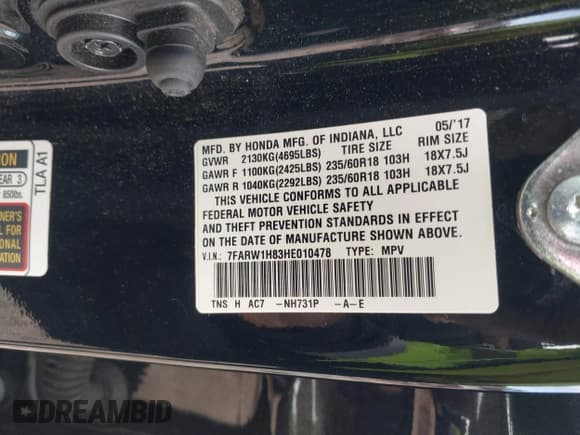 MFD. BY HONDA MFG. OF INDIANA, LLC 05/'17
GVWR 2130KG(4695LBS) TIRE SIZE RIM SIZE
GAWR F 1100KG(2425LBS) 235/60R18 103H 18X7.5J
GAWR R 1040KG(2292LBS) 235/60R18 103H 18X7.5J
THIS VEHICLE CONFORMS TO ALL APPLICABLE
FEDERAL MOTOR VEHICLE SAFETY
AND THEFT PREVENTION STANDARDS IN EFFECT
ON THE DATE OF MANUFACTURE SHOWN ABOVE.
V.I.N.: 7FARW1H83HE010478 TYPE: MPV
TNS H AC7 -NH731P -A-E
TLA A1
DREAMBID